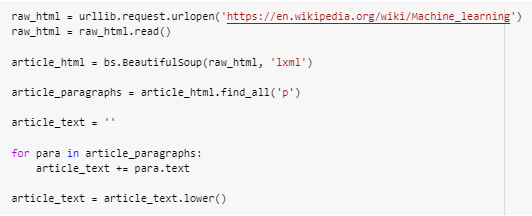 raw_html = urllib.request.urlopen('https://en.wikipedia.org/wiki/Machine_learning')
raw_html = raw_html.read()
article_html = bs.BeautifulSoup(raw_html, 'lxml')
article_paragraphs = article_html.find_all('p')
article_text = ''
for para in article_paragraphs:
    article_text += para.text
article_text = article_text.lower()